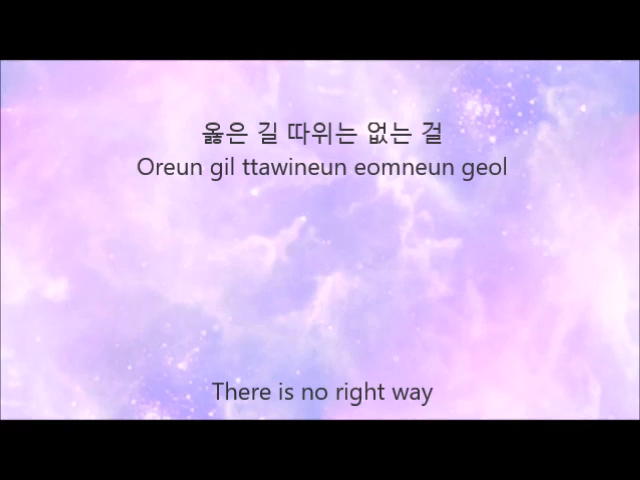 옳은 길 따위는 없는 걸
Oreun gil ttawineun eomneun geol
There is no right way